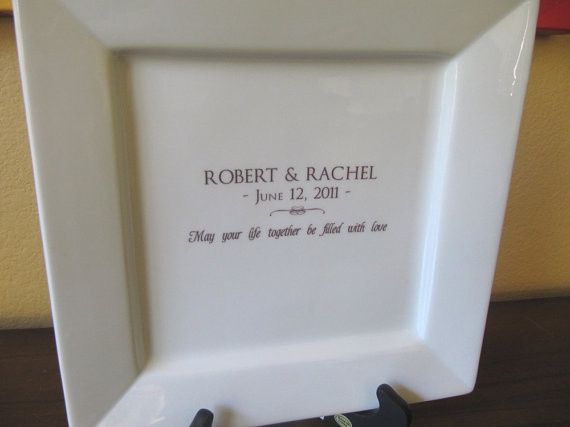 ROBERT & RACHEL
- JUNE 12, 2011 -
May your life together be filled with love